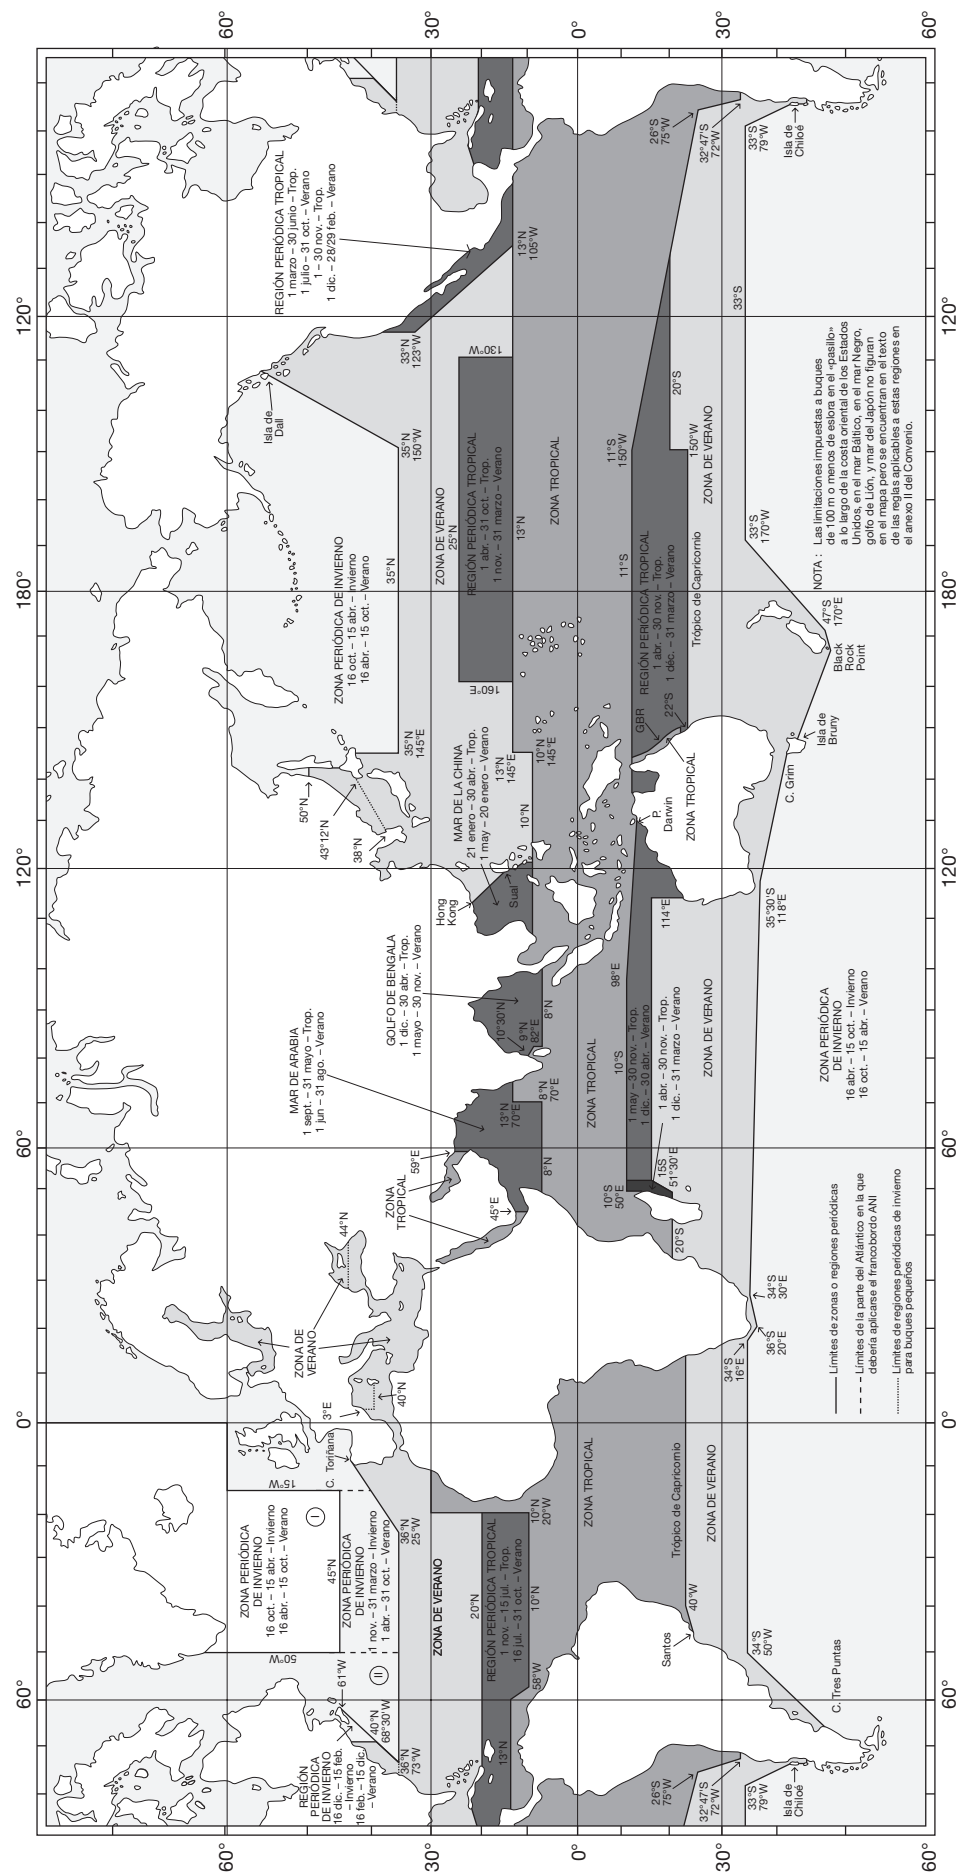 60°
30°
0°
30°
60°
120°
180°
120°
60°
0°
60°
ZONA PERIÓDICA
DE INVIERNO
16 oct. – 15 abr. – Invierno
16 abr. – 15 oct. – Verano
15°W
50°W
45°N
I
ZONA PERIÓDICA
DE INVIERNO
1 nov. – 31 marzo – Invierno
1 abr. – 31 oct. – Verano
II
61°W
REGIÓN
PERIÓDICA
DE INVIERNO
16 dic. – 15 feb.
– Invierno
16 feb. – 15 dic.
– Verano
40°N
68°30'W
36°N
73°W
C. Toriñana
36°N
25°W
ZONA DE VERANO
20°N
REGIÓN PERIÓDICA TROPICAL
1 nov. – 15 jul. – Trop.
16 jul. – 31 oct. – Verano
13°N
58°W
10°N
10°N
20°W
ZONA TROPICAL
Trópico de Capricornio
40°W
Santos
ZONA DE VERANO
34°S
50°W
C. Tres Puntas
26°S
75°W
32°47'S
72°W
33°S
79°W
Isla de
Chiloé
ZONA DE
VERANO
3°E
40°N
44°N
ZONA
TROPICAL
59°E
45°E
MAR DE ARABIA
1 sept. – 31 mayo – Trop.
1 jun – 31 ago. – Verano
13°N
70°E
8°N
70°E
8°N
GOLFO DE BENGALA
1 dic. – 30 abr. – Trop.
1 mayo – 30 nov. – Verano
10°30'N
9°N
82°E
8°N
ZONA TROPICAL
98°E
10°S
10°S
50°E
1 may – 30 nov. – Trop.
1 dic. – 30 abr. – Verano
15S
51°30'E
1 abr. – 30 nov. – Trop.
1 dic. – 31 marzo – Verano
20°S
ZONA DE VERANO
34°S
16°E
36°S
20°E
34°S
30°E
35°30'S
118°E
114°E
ZONA PERIÓDICA
DE INVIERNO
16 abr. – 15 oct. – Invierno
16 oct. – 15 abr. – Verano
Hong
Kong
Sual
MAR DE LA CHINA
21 enero – 30 abr. – Trop.
1 may – 20 enero – Verano
50°N
43°12'N
38°N
35°N
145°E
13°N
145°E
10°N
10°N
145°E
P.
Darwin
ZONA TROPICAL
GBR
22°S
C. Grim
Isla de
Bruny
Black
Rock
Point
47°S
170°E
33°S
170°W
ZONA PERIÓDICA DE INVIERNO
16 oct. – 15 abr. – Invierno
16 abr. – 15 oct. – Verano
35°N
35°N
150°W
Isla de
Dall
ZONA DE VERANO
25°N
REGIÓN PERIÓDICA TROPICAL
1 abr. – 31 oct. – Trop.
1 nov. – 31 marzo – Verano
160°E
130°W
13°N
ZONA TROPICAL
11°S
11°S
150°W
REGIÓN PERIÓDICA TROPICAL
1 abr. – 30 nov. – Trop.
1 déc. – 31 marzo – Verano
Trópico de Capricornio
150°W
20°S
ZONA DE VERANO
33°S
33°N
123°W
REGIÓN PERIÓDICA TROPICAL
1 marzo – 30 junio – Trop.
1 julio – 31 oct. – Verano
1 – 30 nov. – Trop.
1 dic. – 28/29 feb. – Verano
13°N
105°W
26°S
75°W
32°47'S
72°W
33°S
79°W
Isla de
Chiloé
NOTA : Las limitaciones impuestas a buques
de 100 m o menos de eslora en el «pasillo»
a lo largo de la costa oriental de los Estados
Unidos, en el mar Báltico, en el mar Negro,
golfo de Lión, y mar del Japón no figuran
en el mapa pero se encuentran en el texto
de las reglas aplicables a estas regiones en
el anexo II del Convenio.
Límites de zonas o regiones periódicas
Límites de la parte del Atlántico en la que
debería aplicarse el francobordo ANI
Límites de regiones periódicas de invierno
para buques pequeños
60°
0°
60°
120°
180°
120°
60°
30°
0°
30°
60°